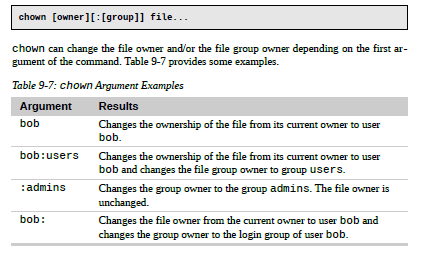 chown [owner][:[group]] file...
chown can change the file owner and/or the file group owner depending on the first ar-
gument of the command. Table 9-7 provides some examples.
Table 9-7: chown Argument Examples
Argument Results
bob Changes the ownership of the file from its current owner to user
bob.
bob:users Changes the ownership of the file from its current owner to user
bob and changes the file group owner to group users.
:admins Changes the group owner to the group admins. The file owner is
unchanged.
bob: Changes the file owner from the current owner to user bob and
changes the group owner to the login group of user bob.